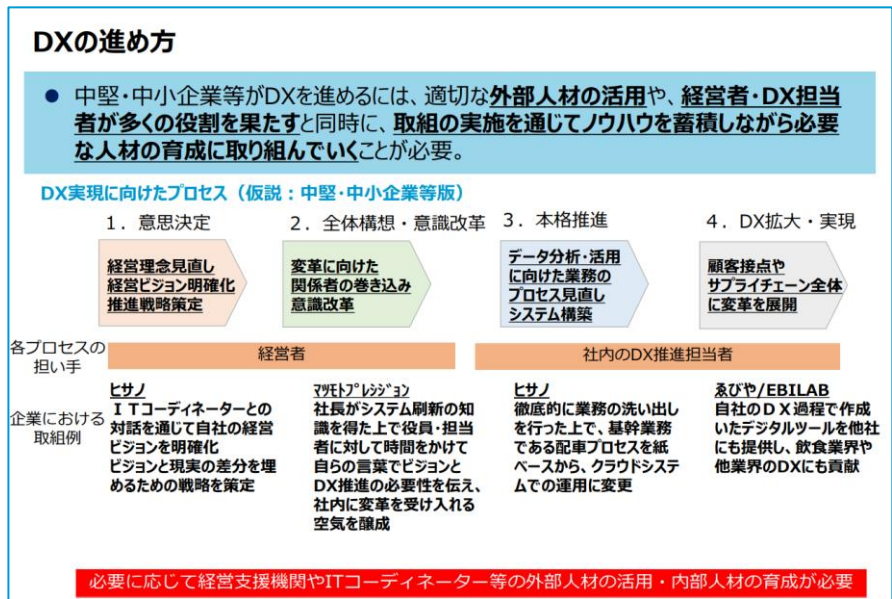 DXの進め方
● 中堅・中小企業等がDXを進めるには、適切な外部人材の活用や、経営者・DX担当
者が多くの役割を果たすと同時に、取組の実施を通じてノウハウを蓄積しながら必要
な人材の育成に取り組んでいくことが必要。
DX実現に向けたプロセス（仮説：中堅・中小企業等版）
1．意思決定
2．全体構想・意識改革
3．本格推進
4．DX拡大・実現
経営理念見直し
経営ビジョン明確化
推進戦略策定
変革に向けた
関係者の巻き込み
意識改革
データ分析・活用
に向けた業務の
プロセス見直し
システム構築
顧客接点や
サプライチェーン全体
に変革を展開
各プロセスの
担い手
経営者
社内のDX推進担当者
企業における
取組例
ヒサノ
ＩＴコーディネーターとの
対話を通じて自社の経営
ビジョンを明確化
ビジョンと現実の差分を埋
めるための戦略を策定
ﾏﾂﾓﾄﾌﾟﾚｼｼﾞｮﾝ
社長がシステム刷新の知
識を得た上で役員・担当
者に対して時間をかけて
自らの言葉でビジョンと
DX推進の必要性を伝え、
社内に変革を受け入れる
空気を醸成
ヒサノ
徹底的に業務の洗い出し
を行った上で、基幹業務
である配車プロセスを紙
ベースから、クラウドシステ
ムでの運用に変更
ゑびや/EBILAB
自社のＤＸ過程で作成
いたデジタルツールを他社
にも提供し、飲食業界や
他業界のDXにも貢献
必要に応じて経営支援機関やITコーディネーター等の外部人材の活用・内部人材の育成が必要